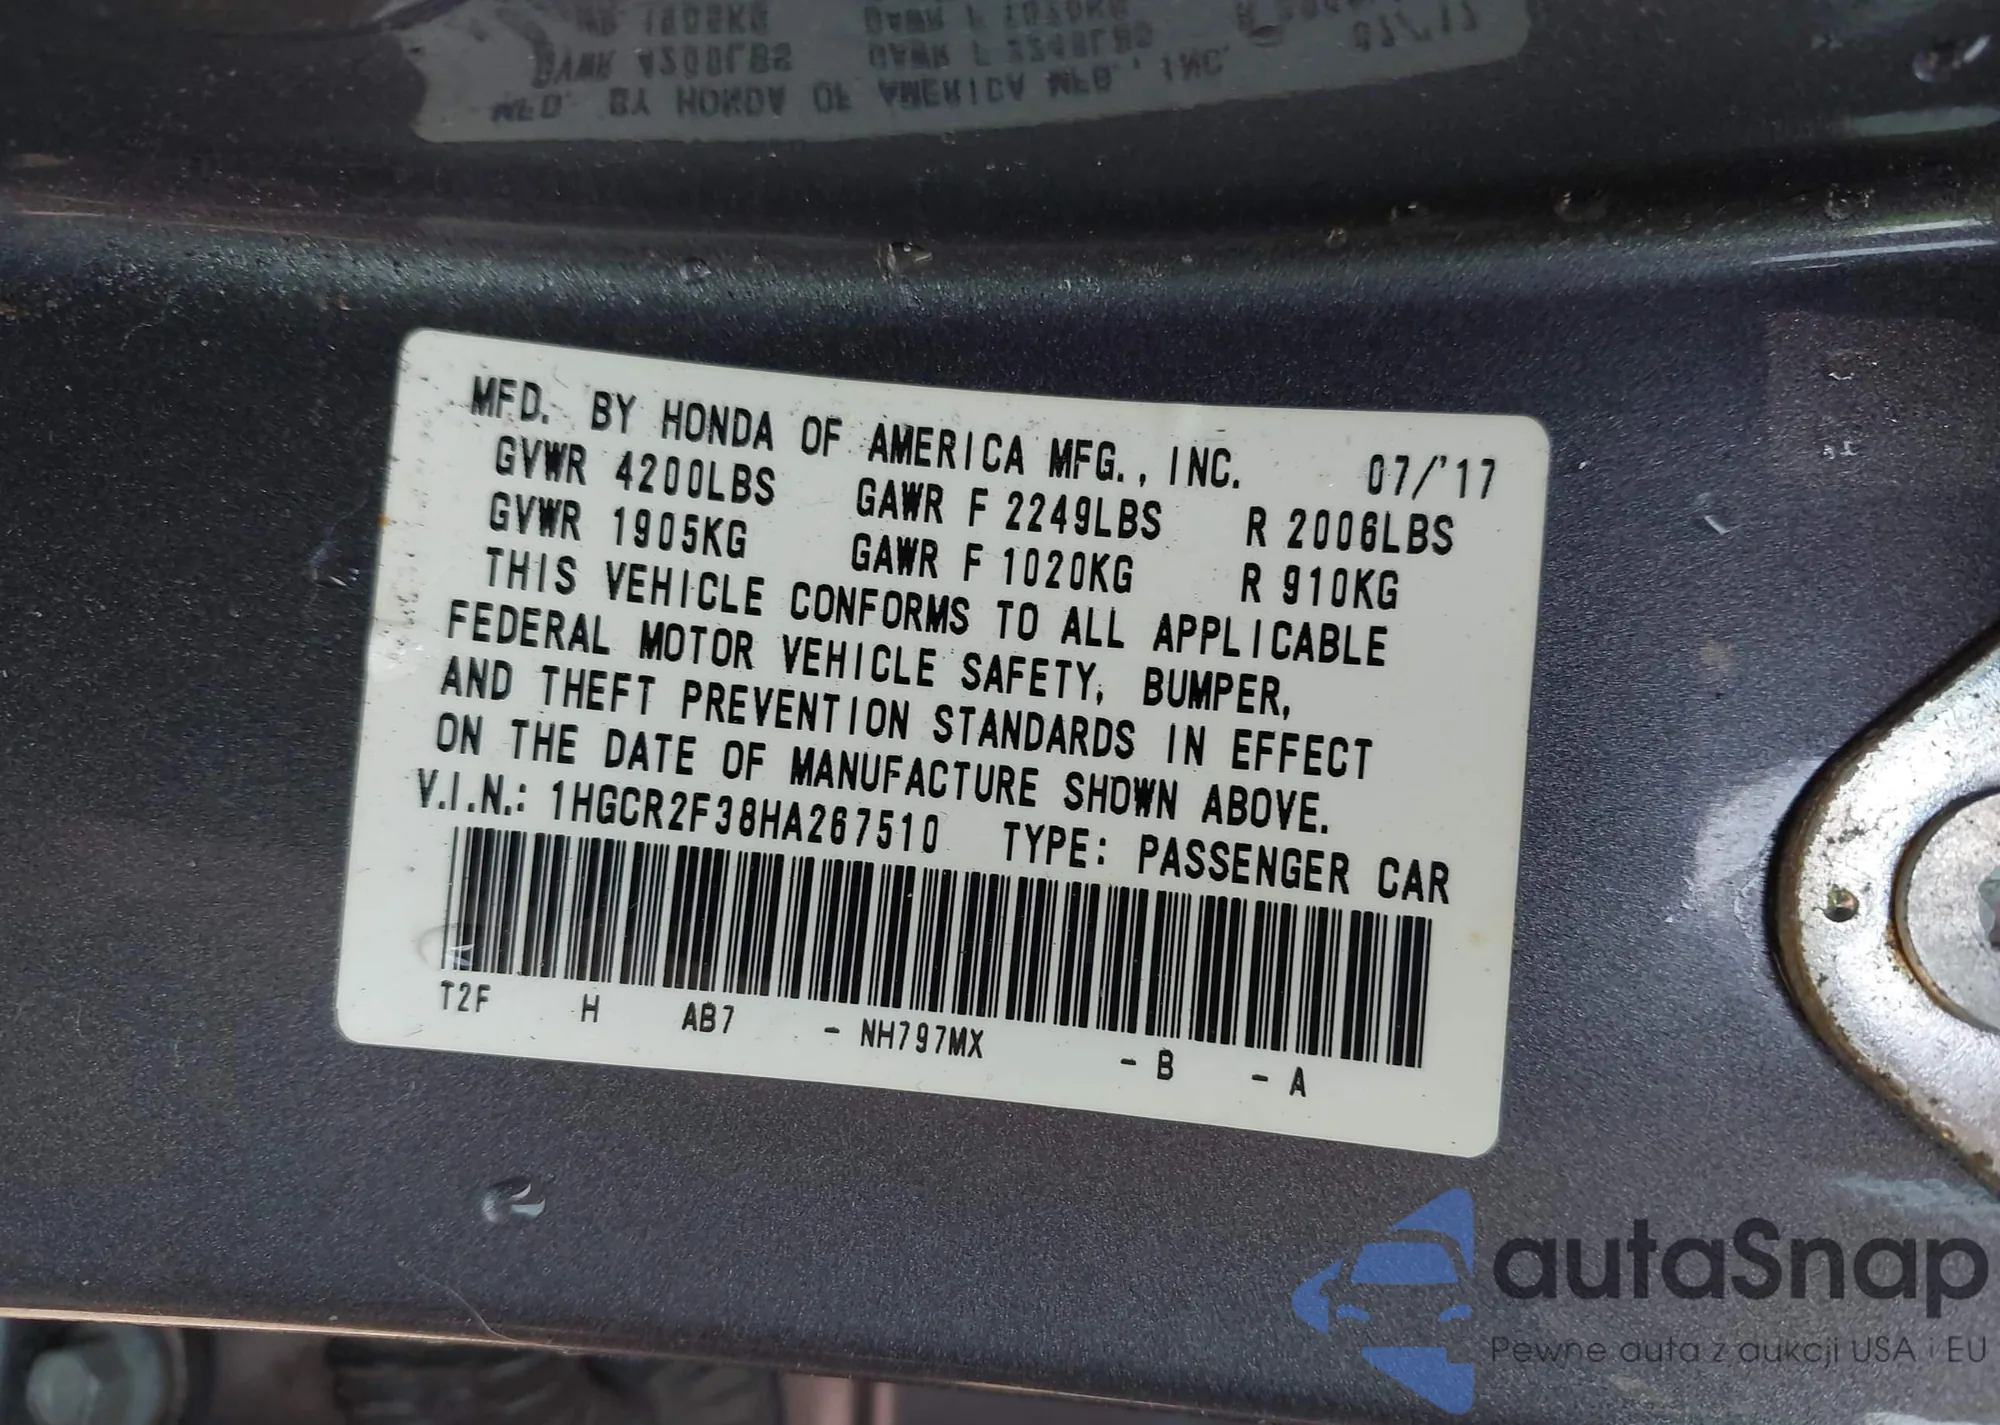 MFD. BY HONDA OF AMERICA MFG., INC. 07/'17
GVWR 4200LBS GAWR F 2249LBS R 2006LBS
GVWR 1905KG GAWR F 1020KG R 910KG
THIS VEHICLE CONFORMS TO ALL APPLICABLE
FEDERAL MOTOR VEHICLE SAFETY, BUMPER,
AND THEFT PREVENTION STANDARDS IN EFFECT
ON THE DATE OF MANUFACTURE SHOWN ABOVE.
V.I.N.: 1HGCR2F38HA267510 TYPE: PASSENGER CAR
T2F H AB7 - NH797MX - B - A
autaSnap
Pewne auta z aukcji USA i EU